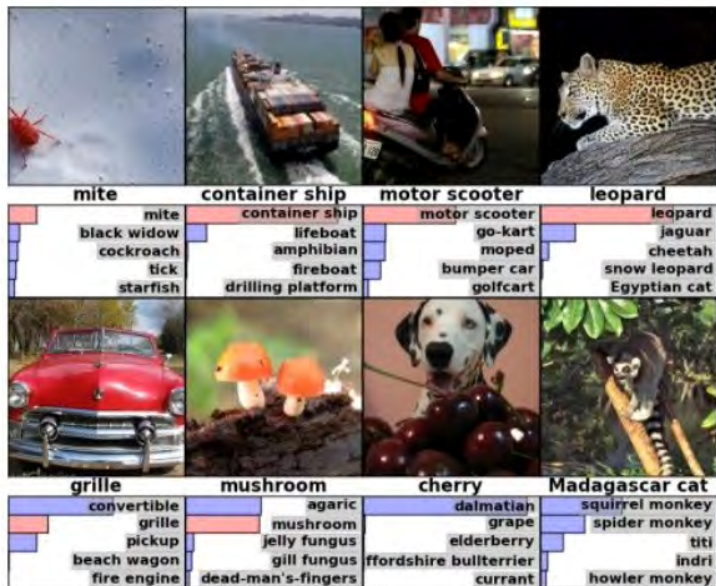 mite
container ship
motor scooter
leopard
mite
black widow
cockroach
tick
starfish
container ship
lifeboat
amphibian
fireboat
drilling platform
motor scooter
go-kart
moped
bumper car
golfcart
leopard
jaguar
cheetah
snow leopard
Egyptian cat
grille
mushroom
cherry
Madagascar cat
convertible
grille
pickup
beach wagon
fire engine
agaric
mushroom
jelly fungus
gill fungus
dead-man's-fingers
dalmatian
grape
elderberry
ffordshire bullterrier
currant
squirrel monkey
spider monkey
titi
indri
howler monkey